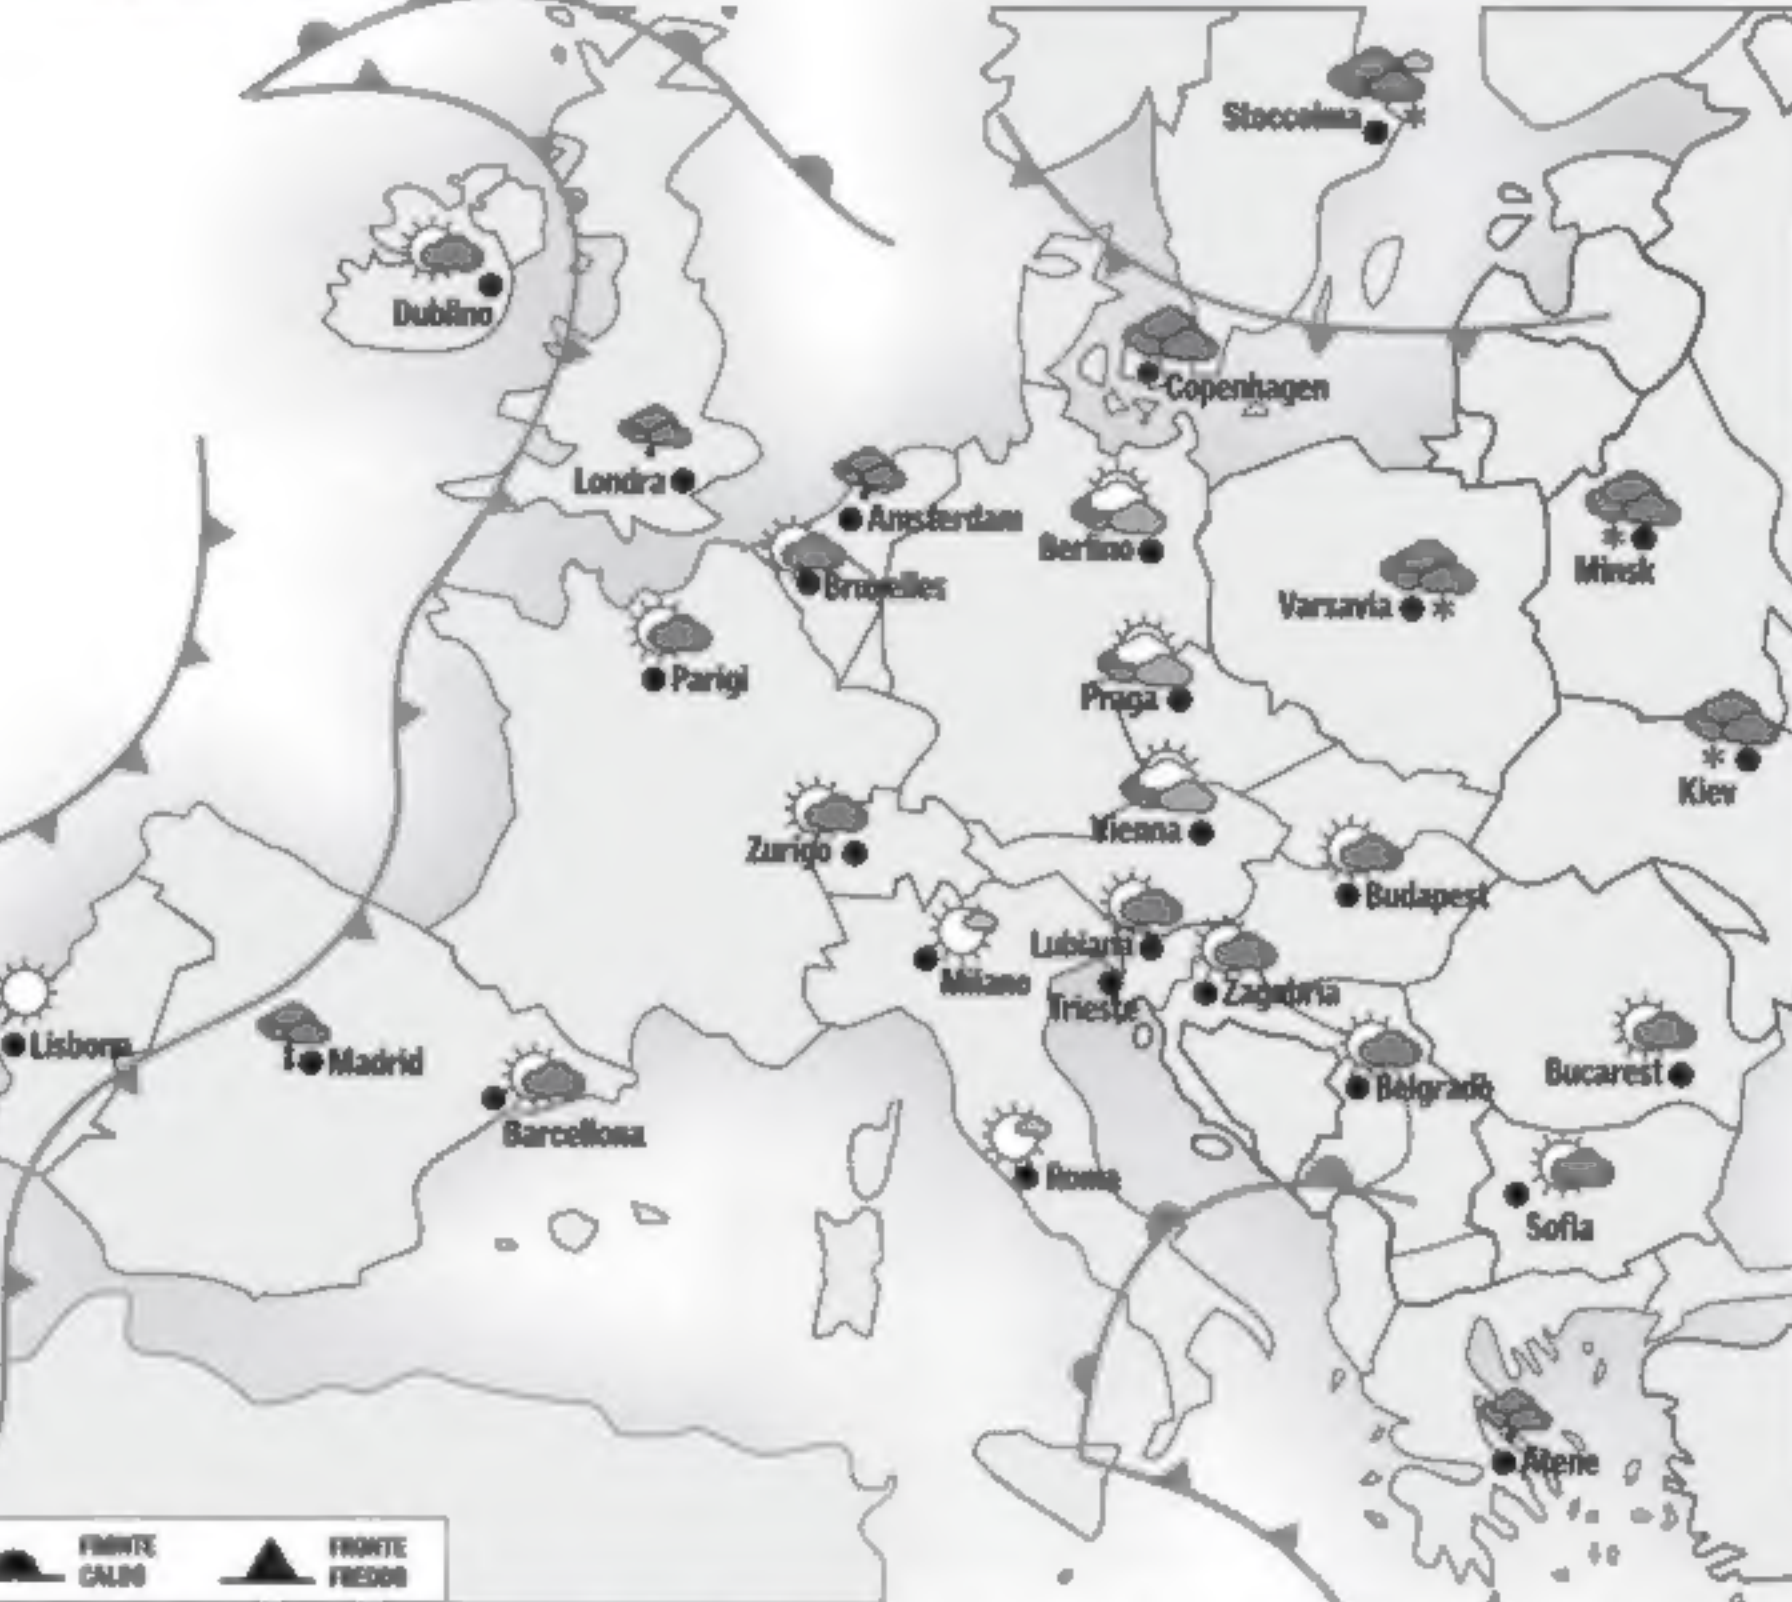 Stoccolma
Dublino
Copenhagen
Londra
Amsterdam
Berlino
Bruxelles
Minsk
Varsavia
Parigi
Praga
Kiev
Vienna
Zurigo
Budapest
Lubiana
Milano
Zagabria
Trieste
Lisbona
Madrid
Barcellona
Belgrado
Bucarest
Roma
Sofia
Atene
FRONTE
CALDO
FRONTE
FREDDO